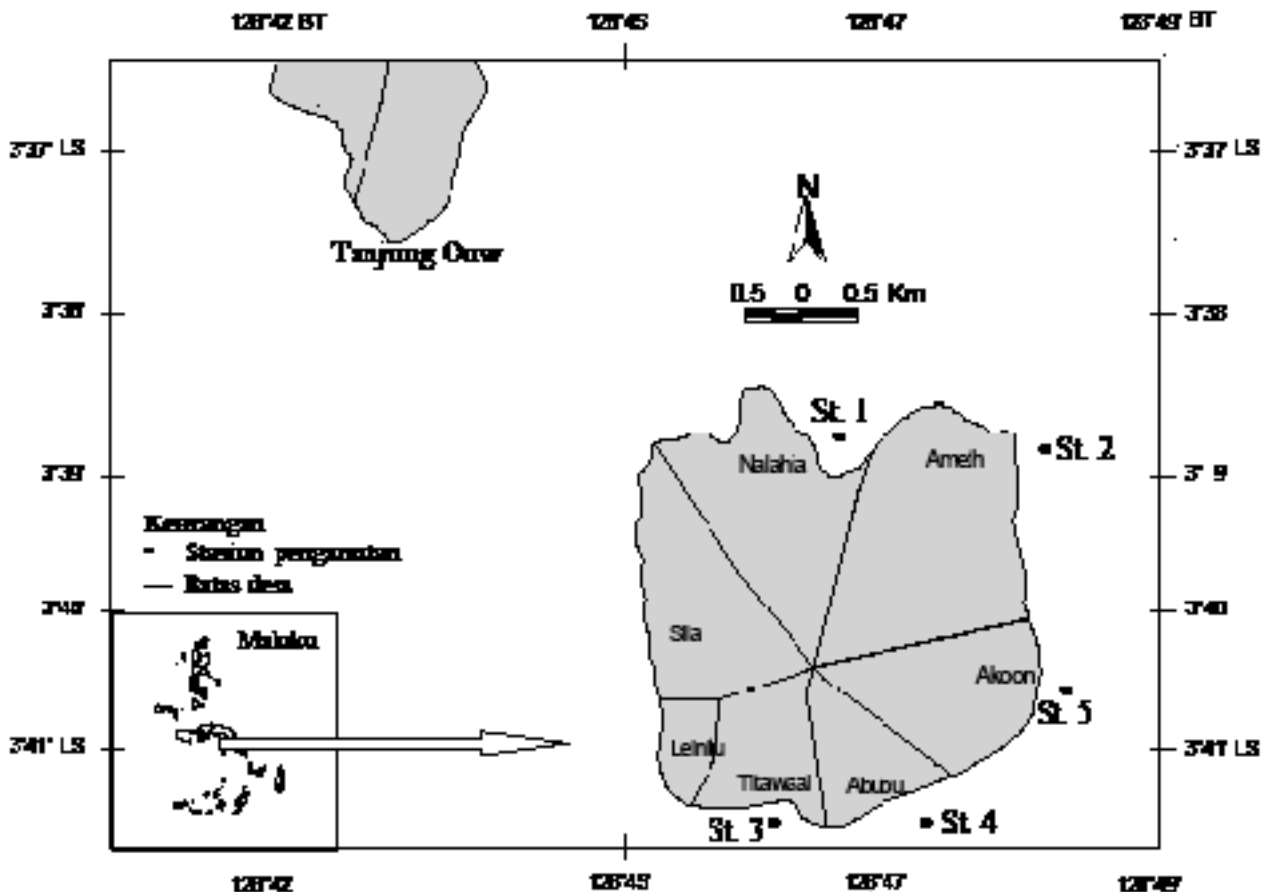 128°42' BT 128°45' 128°47' 128°49' BT
3°37' LS 3°37' LS
Tanjung Ouw
N
0.5 0 0.5 Km
3°38' 3°38
St. 1
Nalahia
Ameth
St. 2
3°39'
Keterangan
Stasiun pengamatan
Batas desa
3°40' 3°40
Maluku
Sila
Akoon
St. 5
3°41' LS 3°41' LS
Leinitu
Titawaai
Abubu
St. 3
St. 4
128°42' 128°45' 128°47' 128°49'